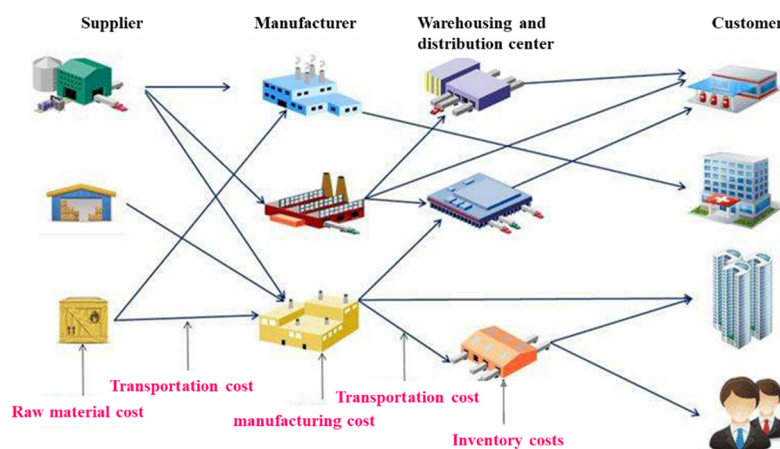 Supplier
Manufacturer
Warehousing and
distribution center
Customer
Transportation cost
Raw material cost
manufacturing cost
Transportation cost
Inventory costs